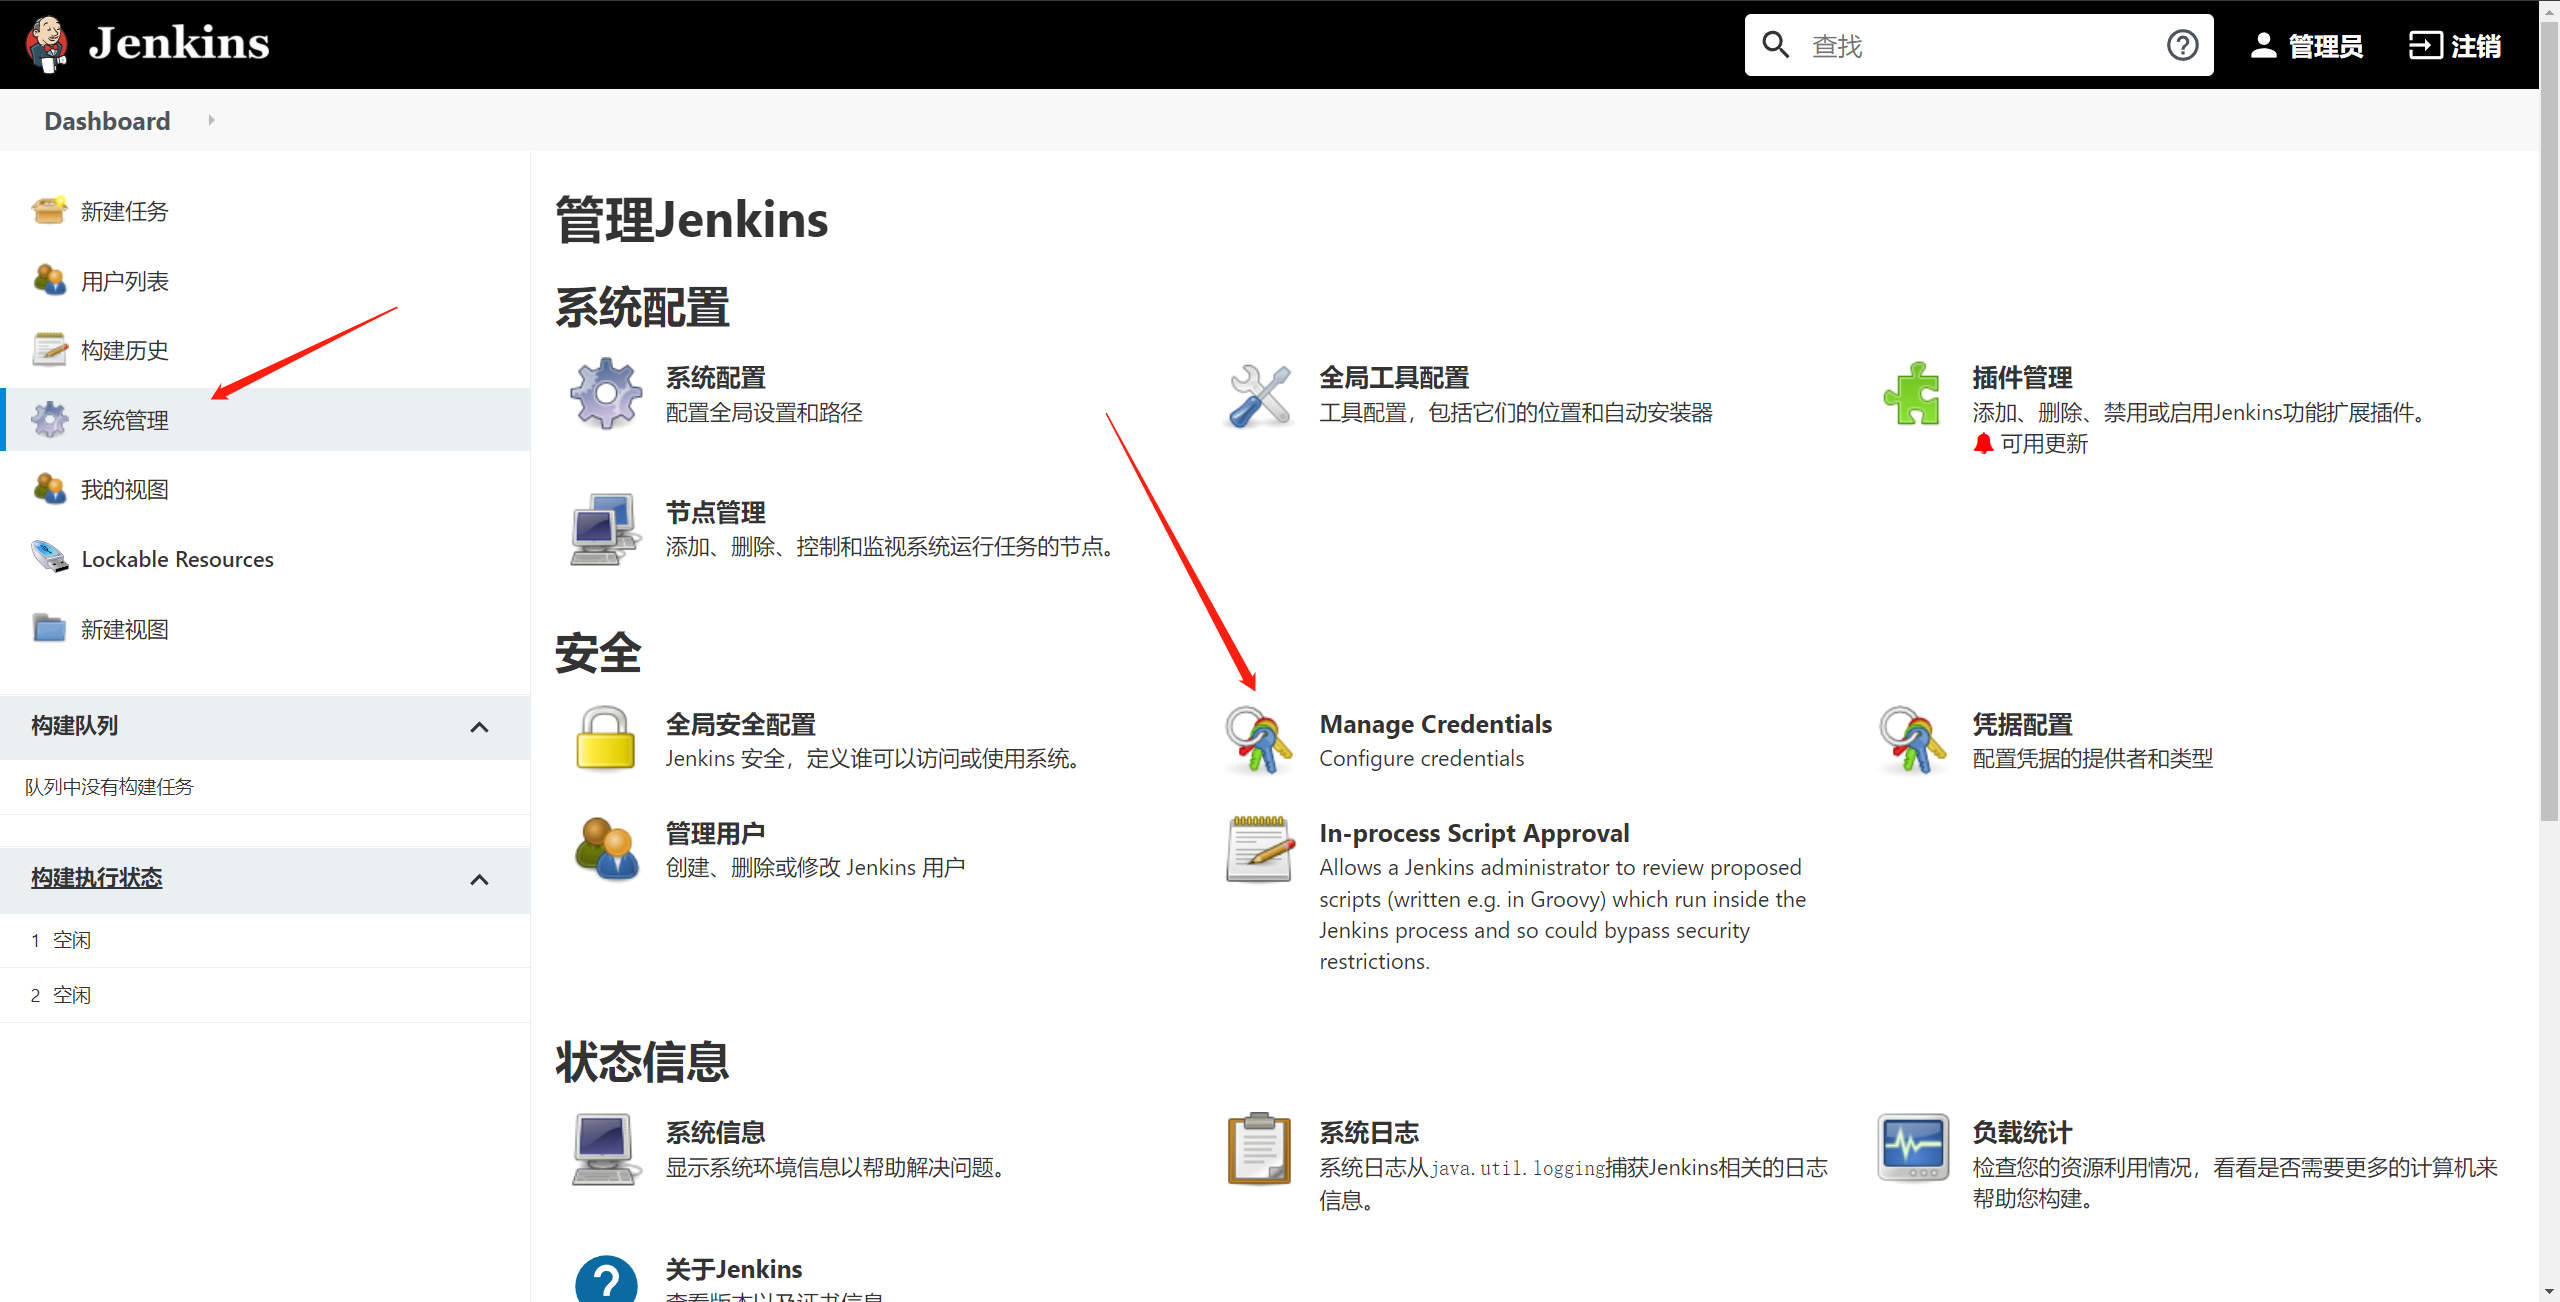 Jenkins
查找
管理员
注销
Dashboard
新建任务
用户列表
构建历史
系统管理
我的视图
Lockable Resources
新建视图
构建队列
队列中没有构建任务
构建执行状态
1 空闲
2 空闲
管理Jenkins
系统配置
系统配置
配置全局设置和路径
全局工具配置
工具配置，包括它们的位置和自动安装器
插件管理
添加、删除、禁用或启用Jenkins功能扩展插件。
可用更新
节点管理
添加、删除、控制和监视系统运行任务的节点。
安全
全局安全配置
Jenkins 安全，定义谁可以访问或使用系统。
Manage Credentials
Configure credentials
凭据配置
配置凭据的提供者和类型
管理用户
创建、删除或修改 Jenkins 用户
In-process Script Approval
Allows a Jenkins administrator to review proposed
scripts (written e.g. in Groovy) which run inside the
Jenkins process and so could bypass security
restrictions.
状态信息
系统信息
显示系统环境信息以帮助解决问题。
系统日志
系统日志从java.util.logging捕获Jenkins相关的日志
信息。
负载统计
检查您的资源利用情况，看看是否需要更多的计算机来
帮助您构建。
关于Jenkins
查看版本以及证书信息